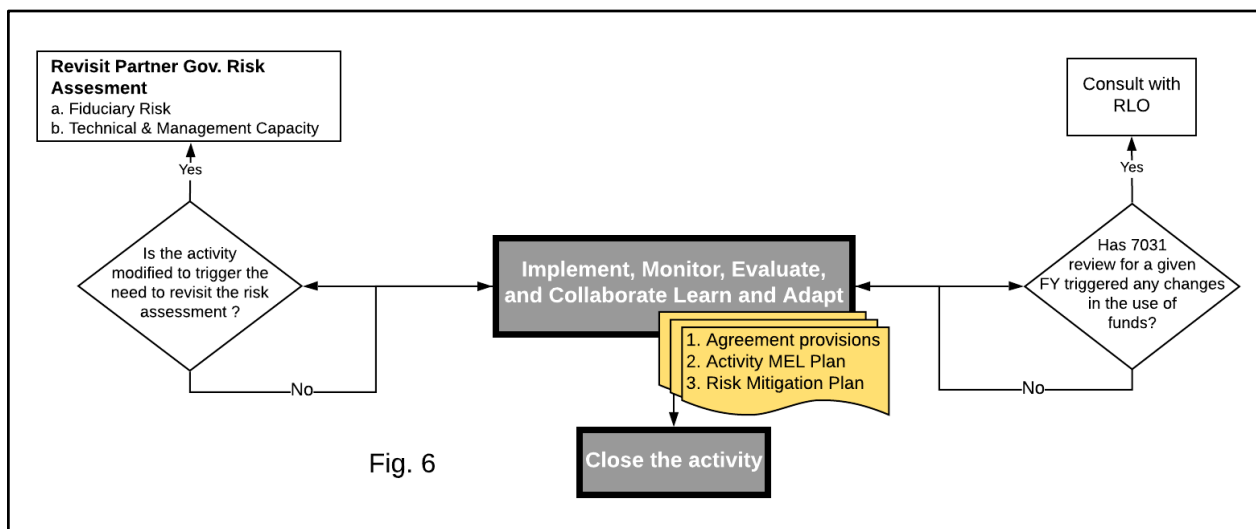 Revisit Partner Gov. Risk
Assesment
a. Fiduciary Risk
b. Technical & Management Capacity
Consult with
RLO
Yes
Yes
Is the activity
modified to trigger the
need to revisit the risk
assessment ?
Implement, Monitor, Evaluate,
and Collaborate Learn and Adapt
Has 7031
review for a given
FY triggered any changes
in the use of
funds?
1. Agreement provisions
2. Activity MEL Plan
3. Risk Mitigation Plan
No
No
Close the activity
Fig. 6